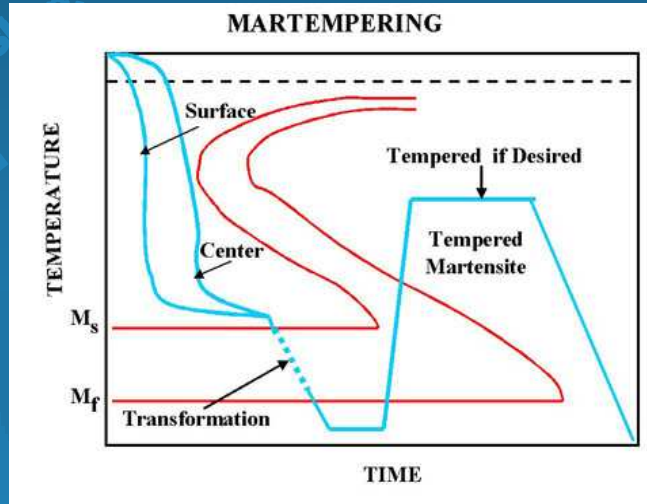 MARTEMPERING
Surface
Tempered if Desired
TEMPERATURE
Tempered
Martensite
Center
Ms
Mf
Transformation
TIME